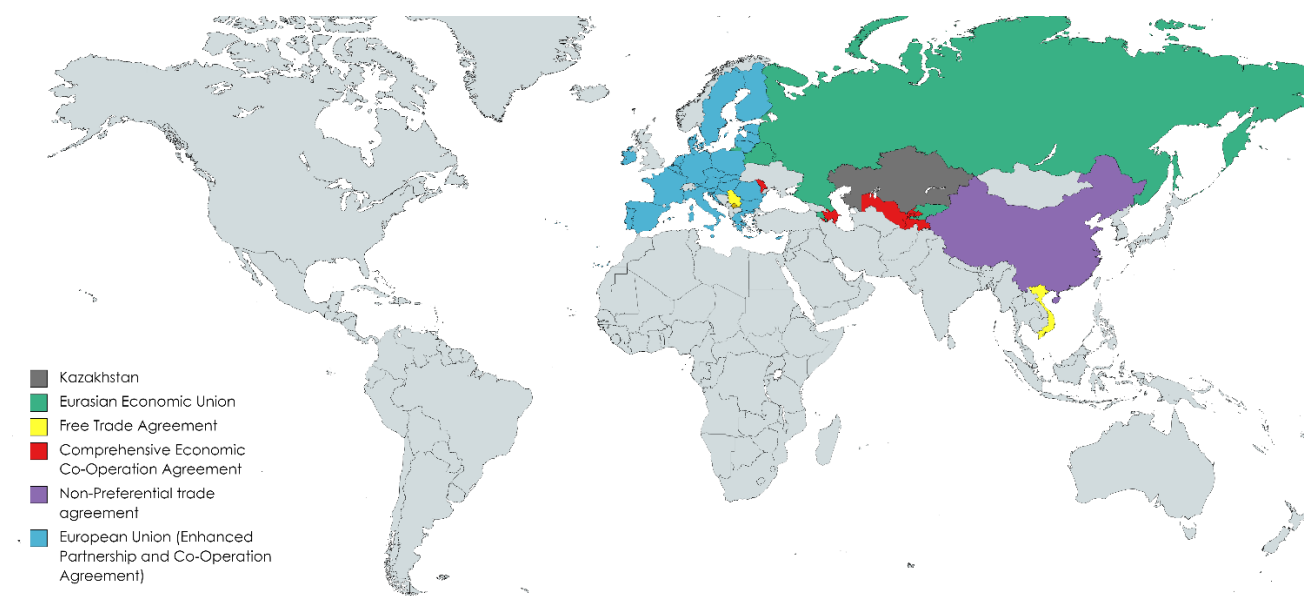 Kazakhstan
Eurasian Economic Union
Free Trade Agreement
Comprehensive Economic
Co-Operation Agreement
Non-Preferential trade
agreement
European Union (Enhanced
Partnership and Co-Operation
Agreement)